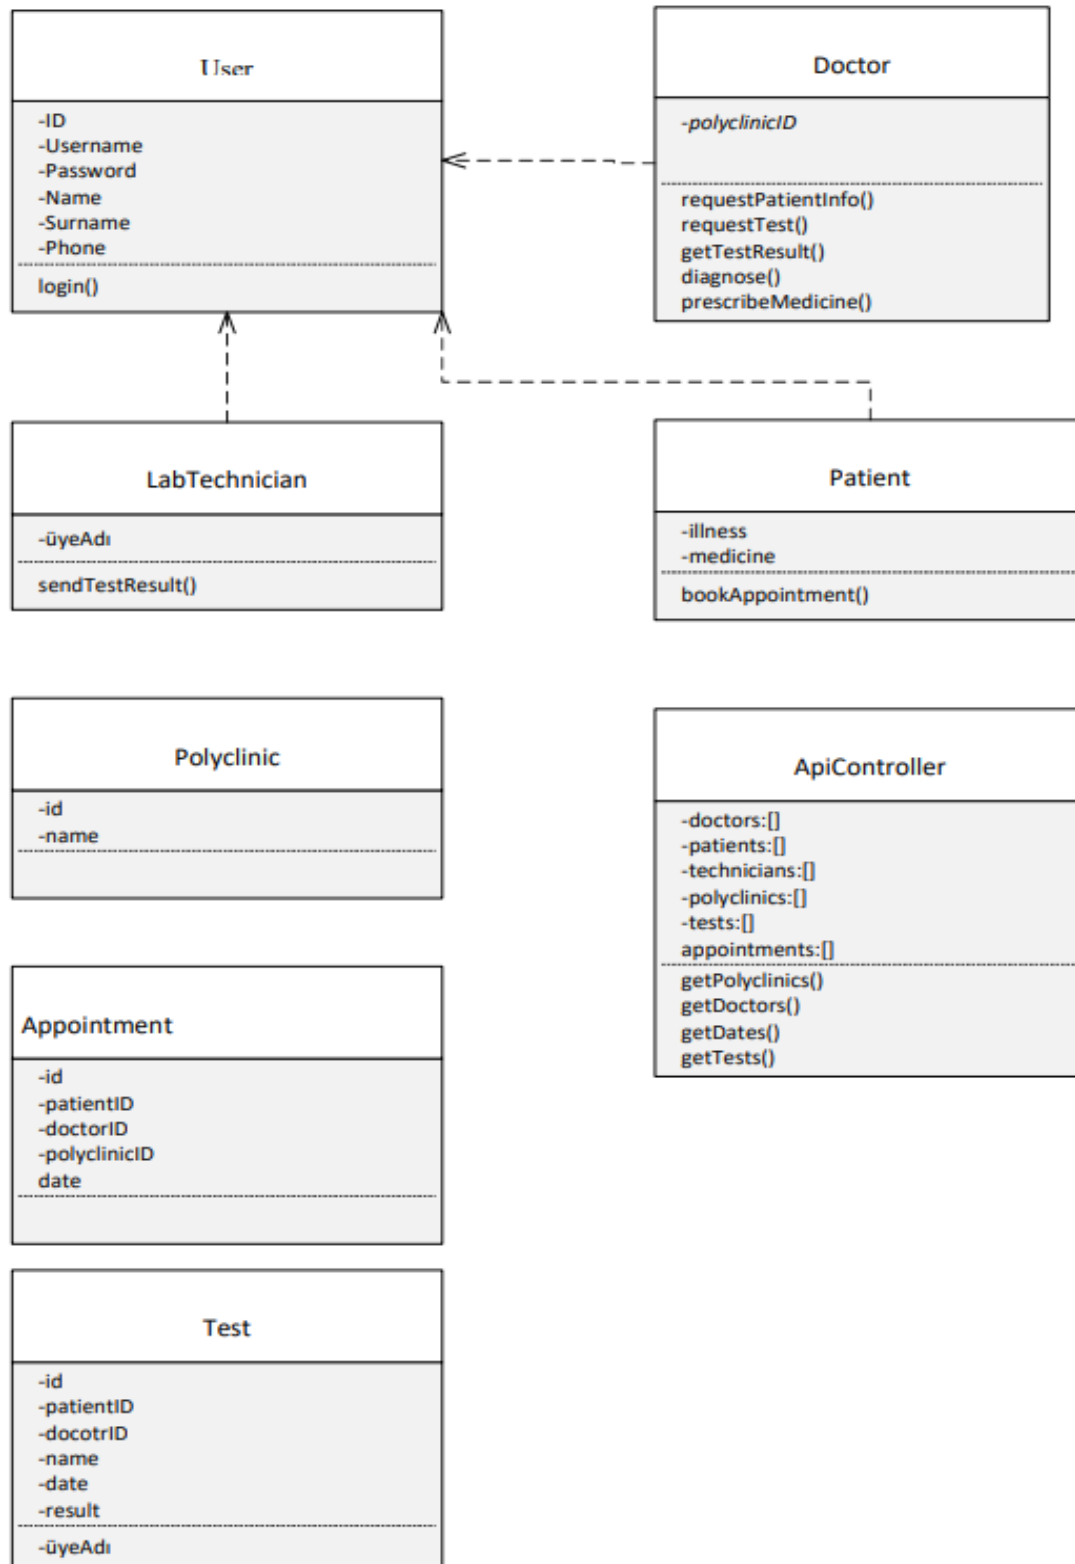 User
-ID
-Username
-Password
-Name
-Surname
-Phone
login()
Doctor
-polyclinicID
requestPatientInfo()
requestTest()
getTestResult()
diagnose()
prescribeMedicine()
LabTechnician
-üyeAdı
sendTestResult()
Patient
-illness
-medicine
bookAppointment()
Polyclinic
-id
-name
ApiController
-doctors:[]
-patients:[]
-technicians:[]
-polyclinics:[]
-tests:[]
appointments:[]
getPolyclinics()
getDoctors()
getDates()
getTests()
Appointment
-id
-patientID
-doctorID
-polyclinicID
date
Test
-id
-patientID
-docotrID
-name
-date
-result
-üyeAdı